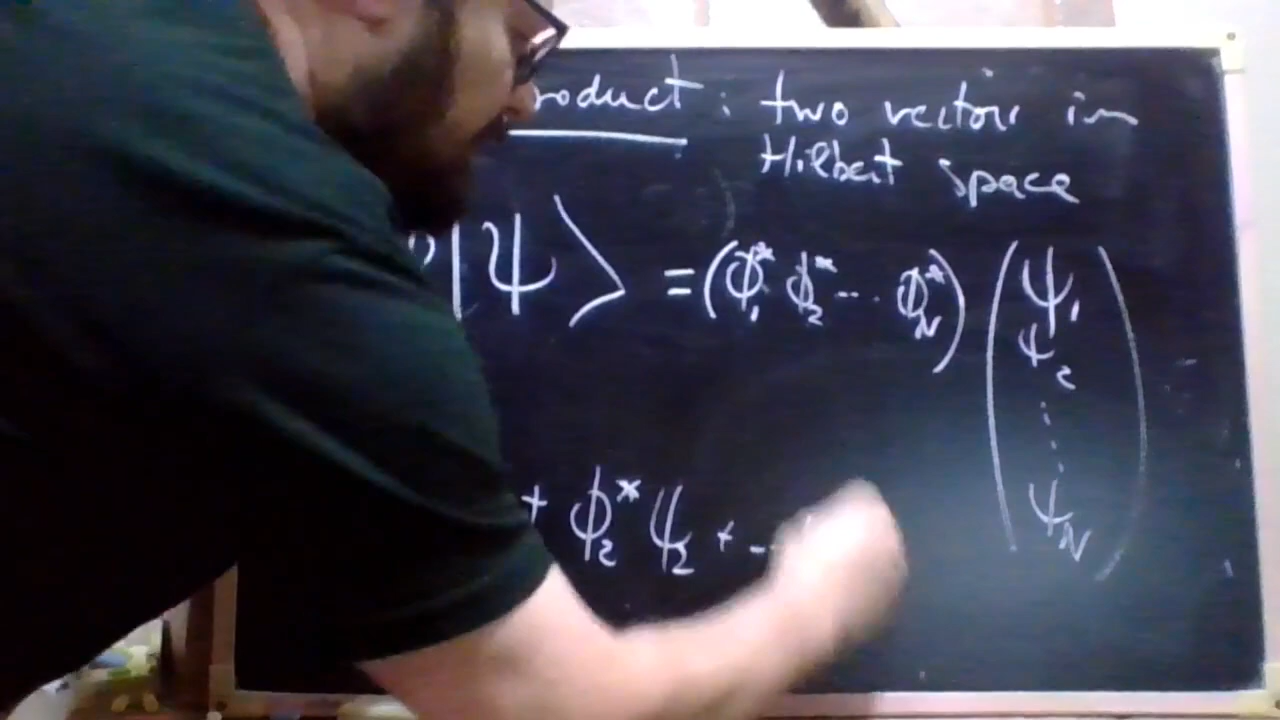 roduct : two vectors in
Hilbert space
|ψ⟩ = (ϕ₁* ϕ₂* ... ϕ_N*) (ψ₁
ψ₂
⋮
ψ_N)
+ ϕ₂* ψ₂ + ...